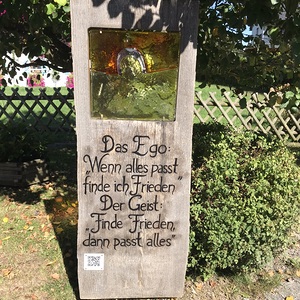 Das Ego:
„Wenn alles passt,
finde ich Frieden“
Der Geist:
„Finde Frieden,
dann passt alles“